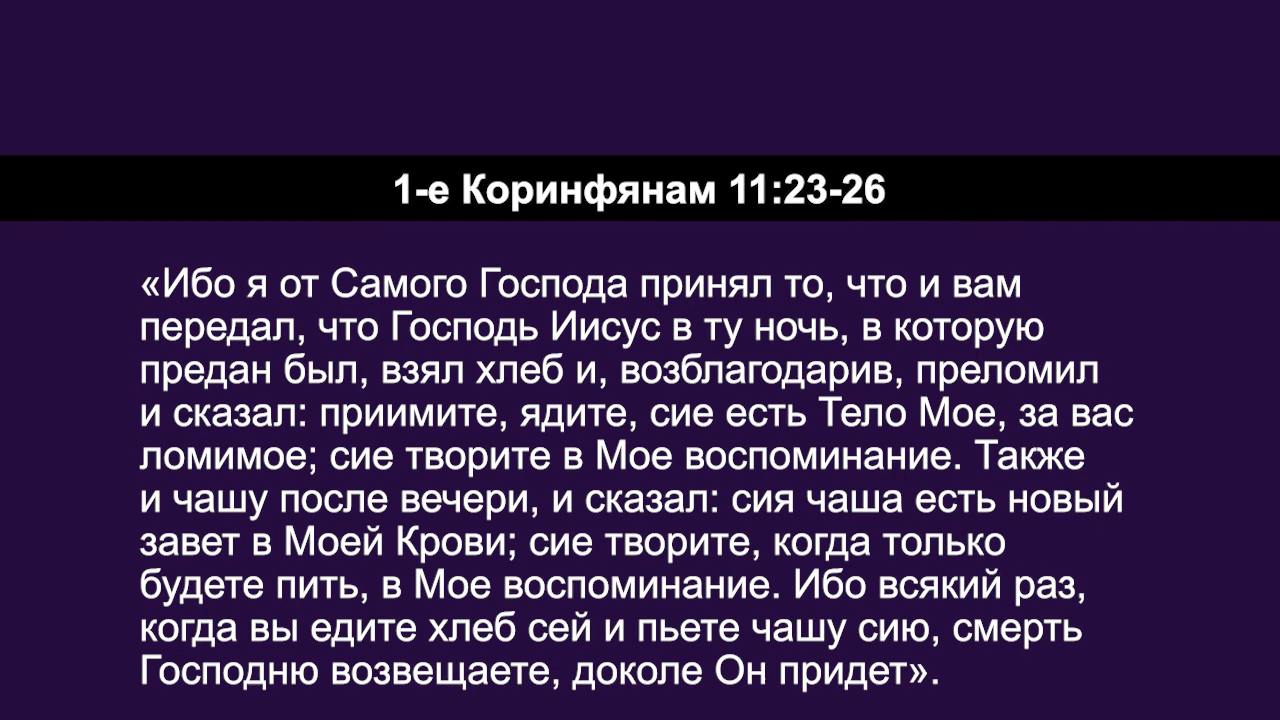 1-е Коринфянам 11:23-26
«Ибо я от Самого Господа принял то, что и вам
передал, что Господь Иисус в ту ночь, в которую
предан был, взял хлеб и, возблагодарив, преломил
и сказал: приимите, ядите, сие есть Тело Мое, за вас
ломимое; сие творите в Мое воспоминание. Также
и чашу после вечери, и сказал: сия чаша есть новый
завет в Моей Крови; сие творите, когда только
будете пить, в Мое воспоминание. Ибо всякий раз,
когда вы едите хлеб сей и пьете чашу сию, смерть
Господню возвещаете, доколе Он придет».